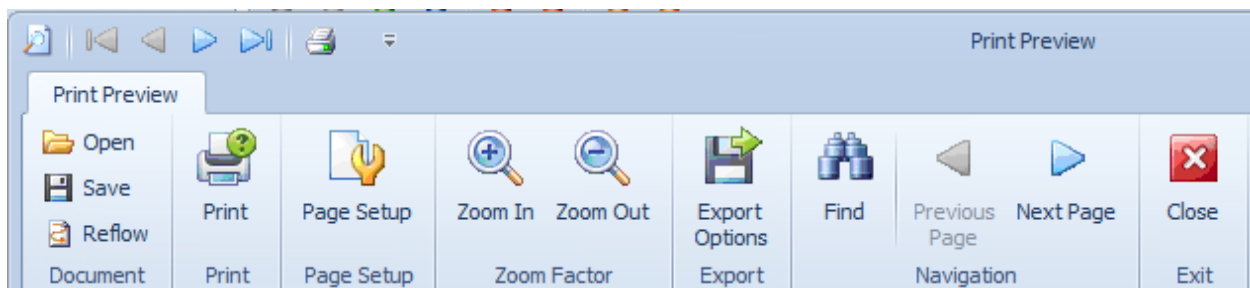 Print Preview
Print Preview
Open
Save
Reflow
Document
Print
Print
Page Setup
Page Setup
Zoom In
Zoom Out
Zoom Factor
Export
Options
Export
Find
Previous
Page
Next Page
Navigation
Close
Exit